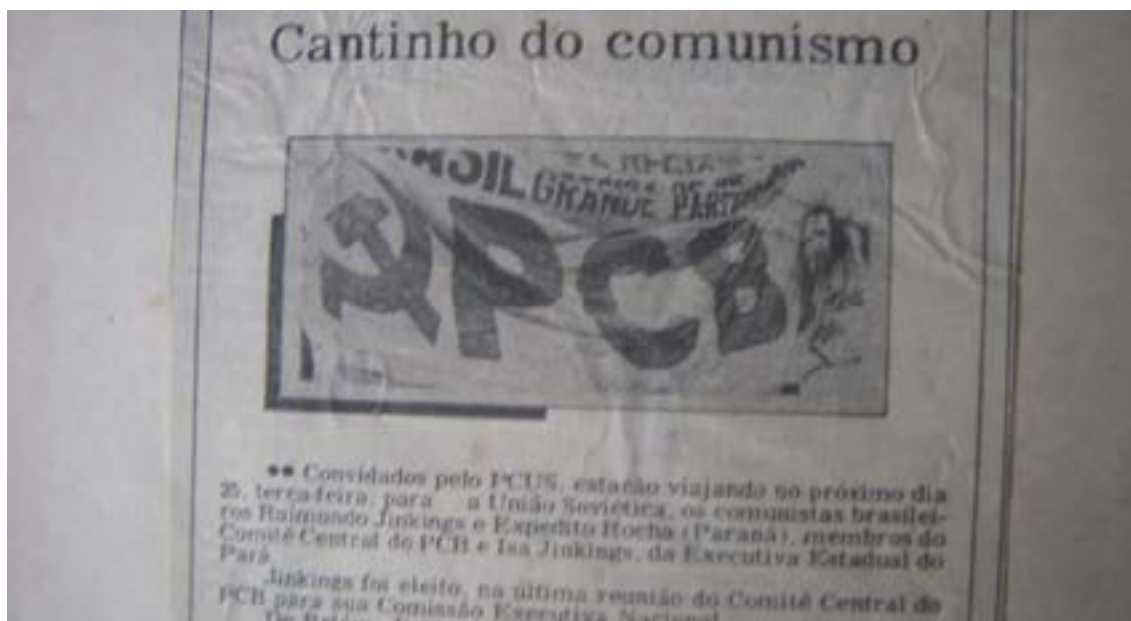 Cantinho do comunismo
GRANDE PARTI
PCB
•• Convidados pelo PCUS, estarão viajando no próximo dia
25, terça-feira, para a União Soviética, os comunistas brasilei-
ros Raimundo Jinkings e Expedito Rocha (Paraná), membros do
Comitê Central do PCB e Isa Jinkings, da Executiva Estadual do
Pará.
Jinkings foi eleito, na última reunião do Comitê Central do
PCB para sua Comissão Executiva Nacional.